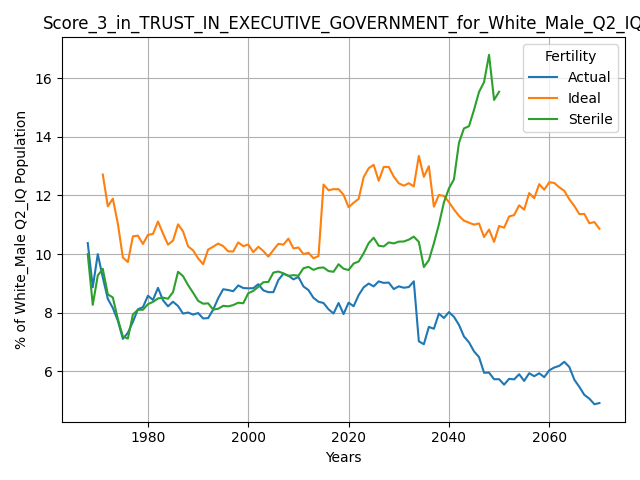 Score_3_in_TRUST_IN_EXECUTIVE_GOVERNMENT_for_White_Male_Q2_IQ
Fertility
Actual
Ideal
Sterile
% of White_Male Q2_IQ Population
16
14
12
10
8
6
1980
2000
2020
2040
2060
Years